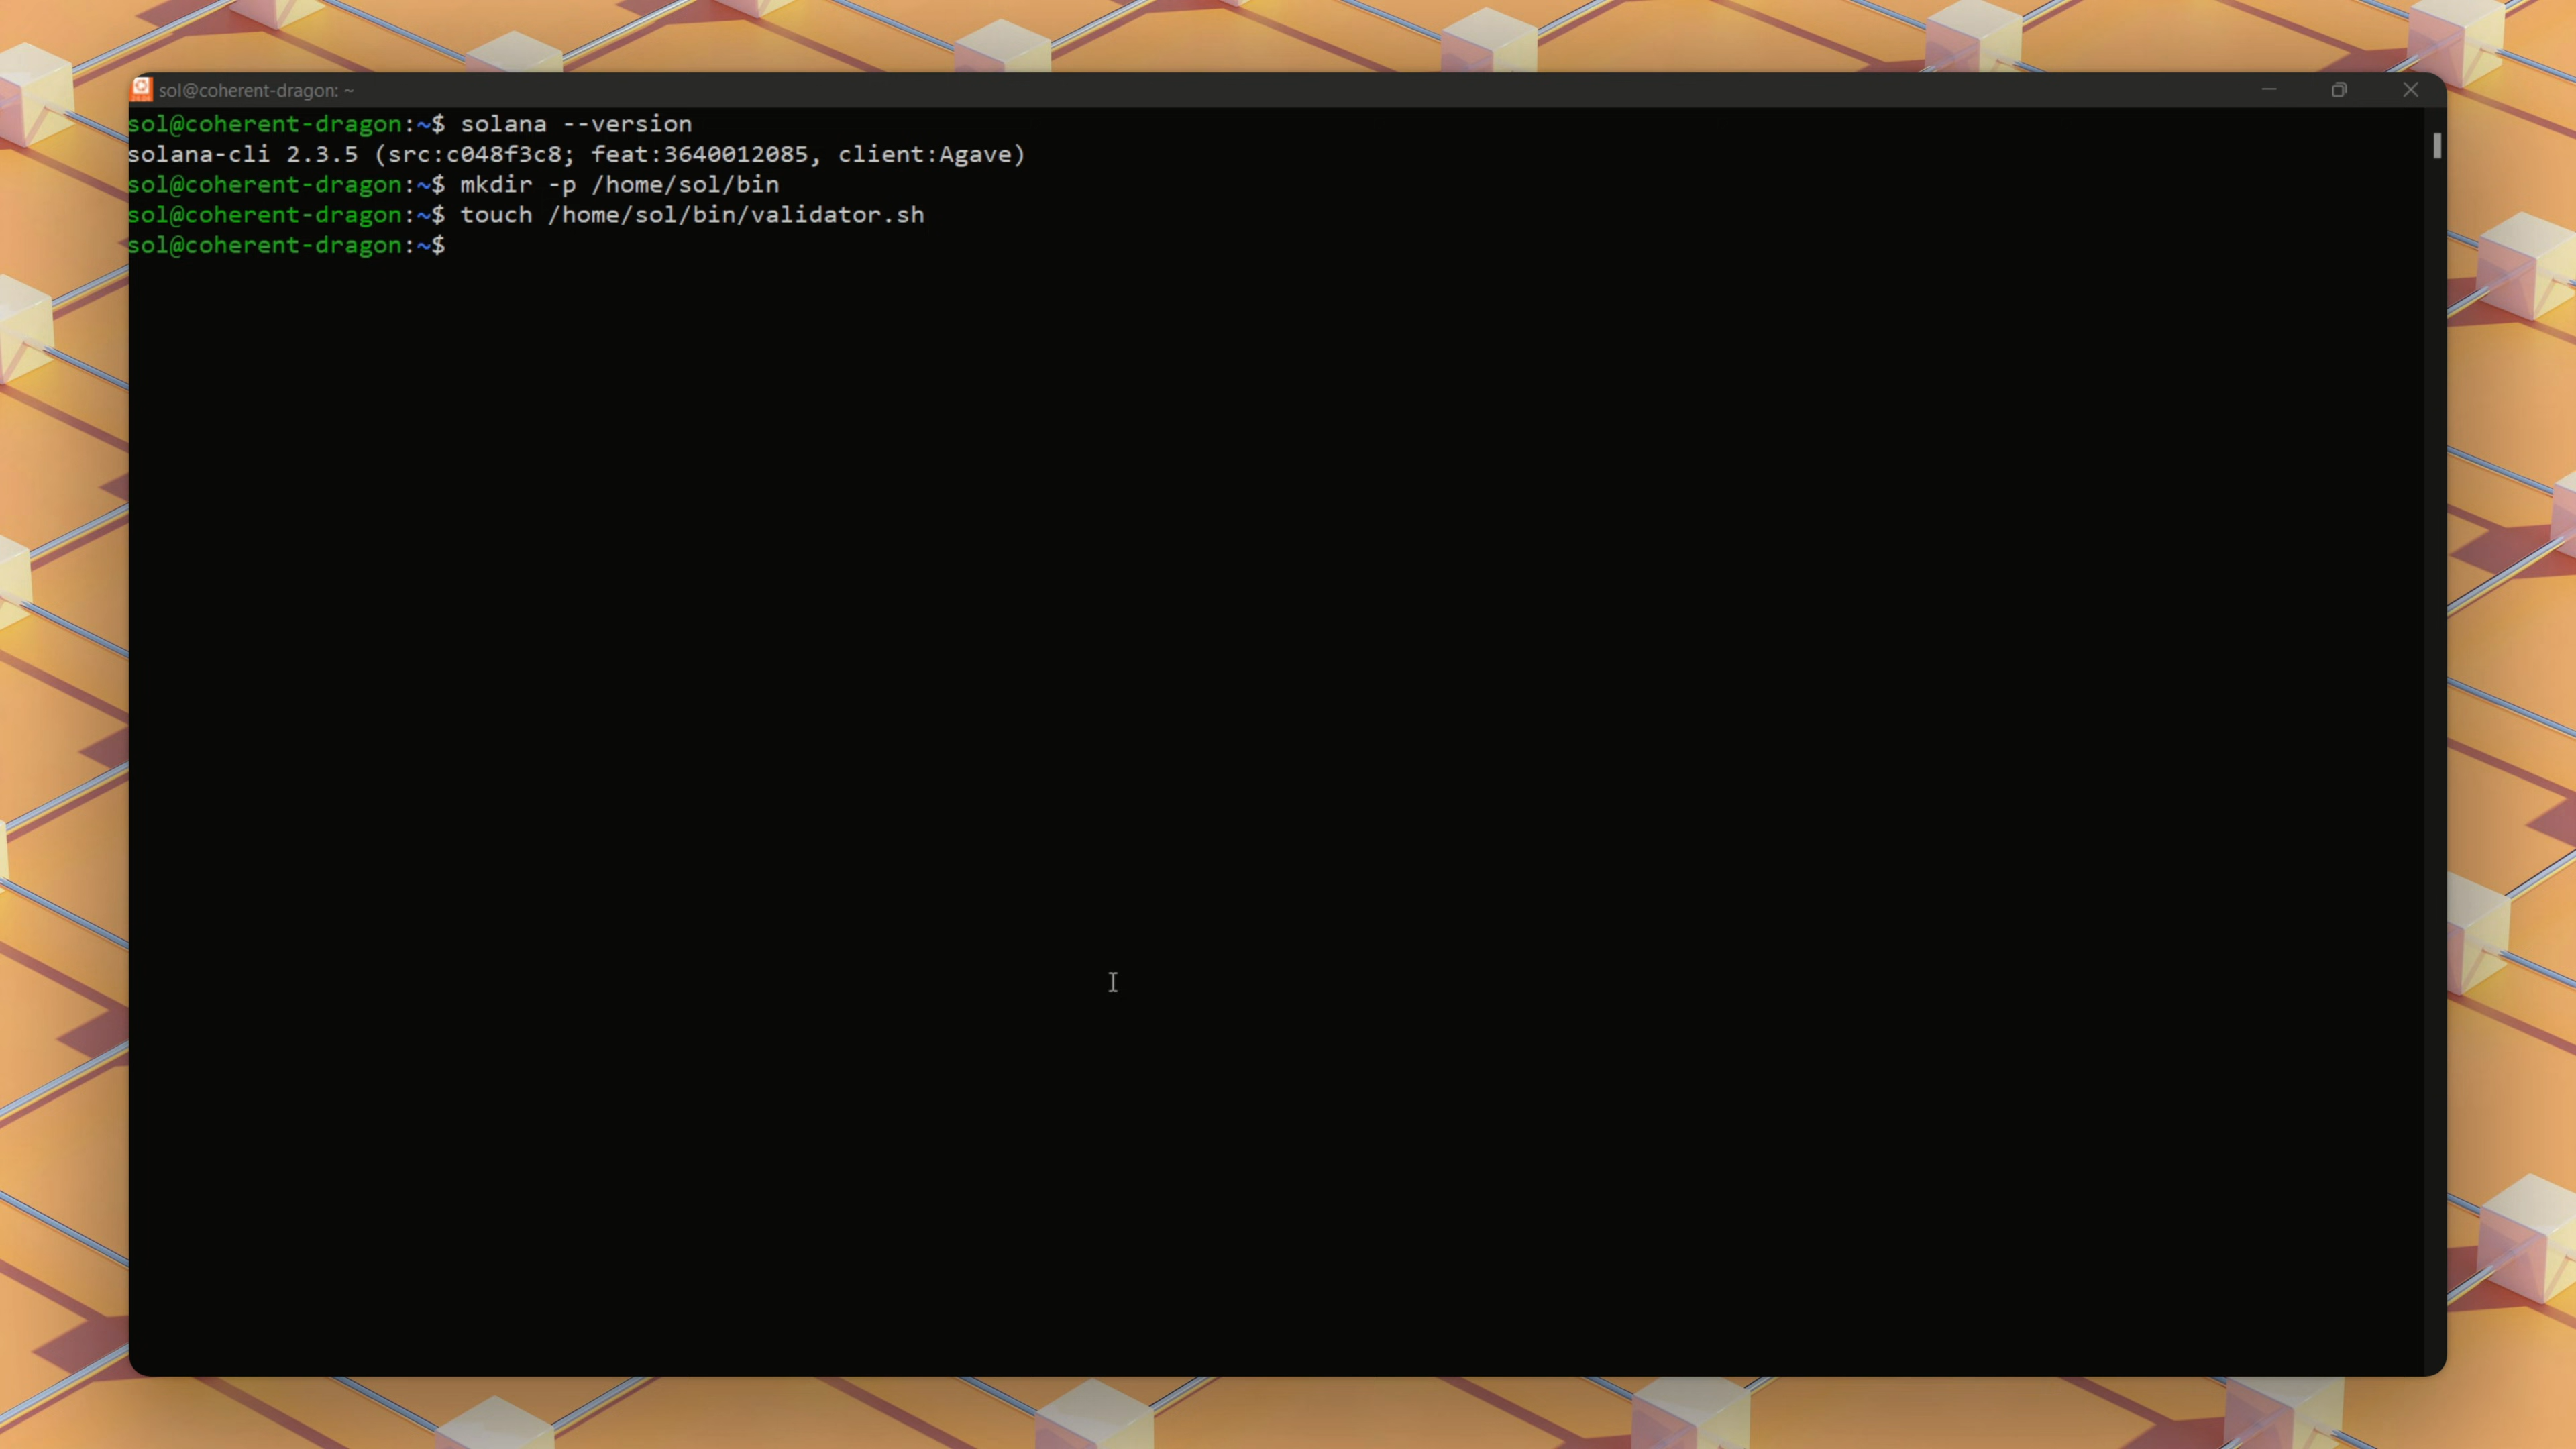 sol@coherent-dragon: ~
sol@coherent-dragon:~$ solana --version
solana-cli 2.3.5 (src:c048f3c8; feat:3640012085, client:Agave)
sol@coherent-dragon:~$ mkdir -p /home/sol/bin
sol@coherent-dragon:~$ touch /home/sol/bin/validator.sh
sol@coherent-dragon:~$